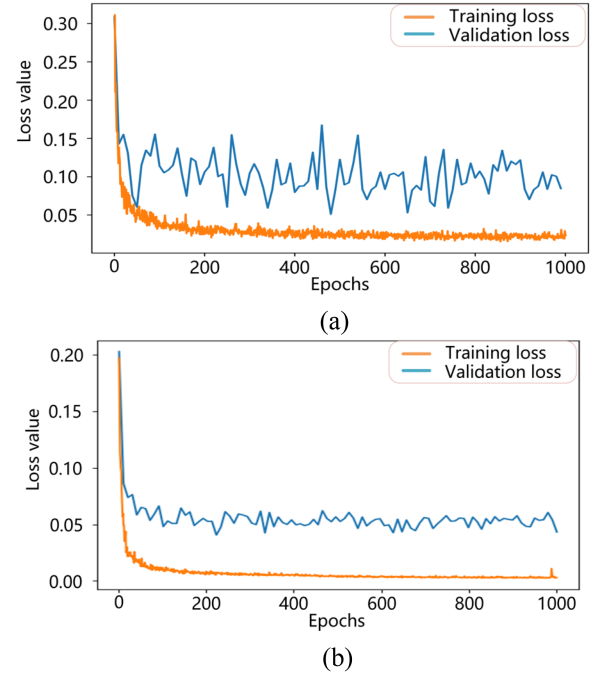 Training loss
Validation loss
0.30
0.25
0.20
0.15
0.10
0.05
Loss value
0 200 400 600 800 1000
Epochs
(a)
Training loss
Validation loss
0.20
0.15
0.10
0.05
0.00
Loss value
0 200 400 600 800 1000
Epochs
(b)